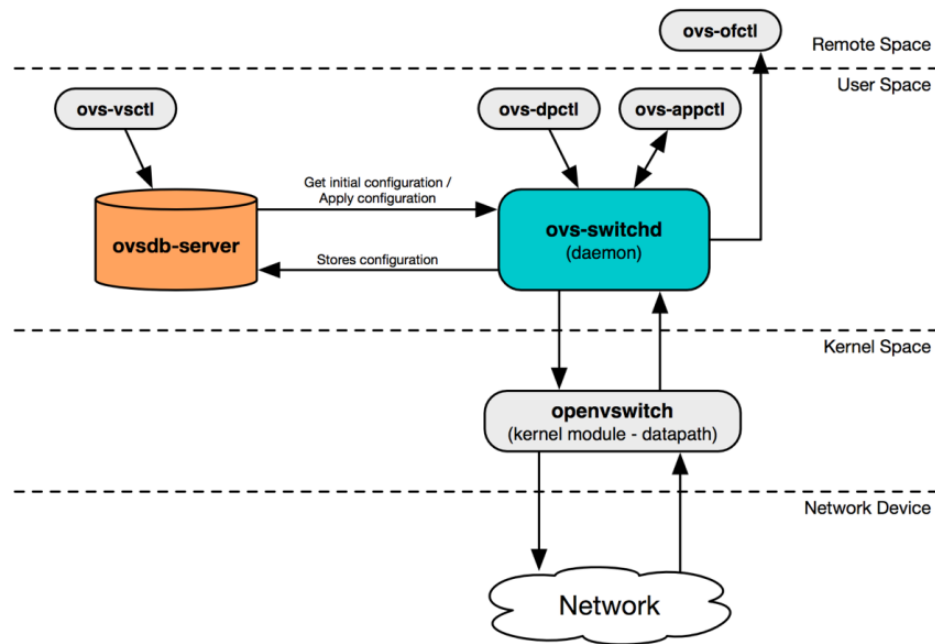 ovs-ofctl
Remote Space
User Space
ovs-vsctl
ovs-dpctl
ovs-appctl
Get initial configuration /
Apply configuration
ovsdb-server
ovs-switchd
(daemon)
Stores configuration
Kernel Space
openvswitch
(kernel module - datapath)
Network Device
Network